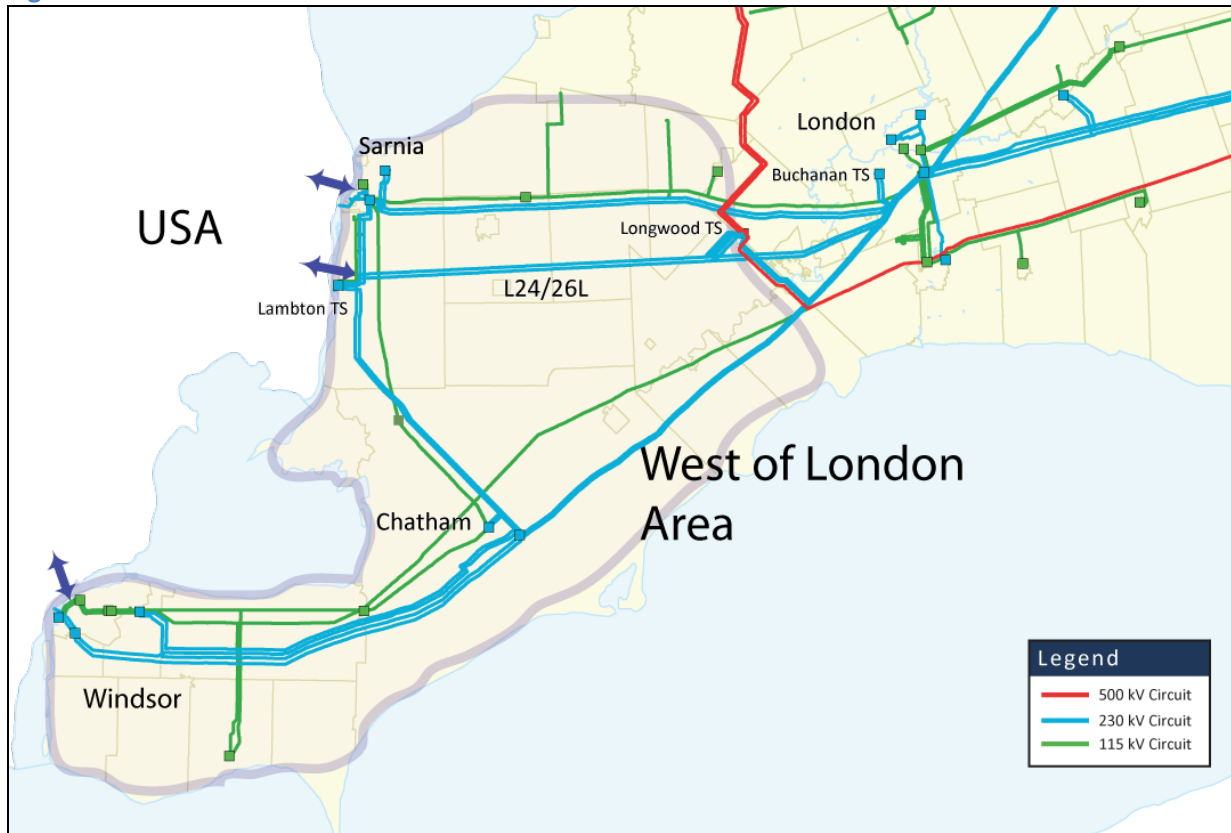 Sarnia
London
Buchanan TS
USA
Longwood TS
L24/26L
Lambton TS
West of London
Area
Chatham
Windsor
Legend
500 kV Circuit
230 kV Circuit
115 kV Circuit